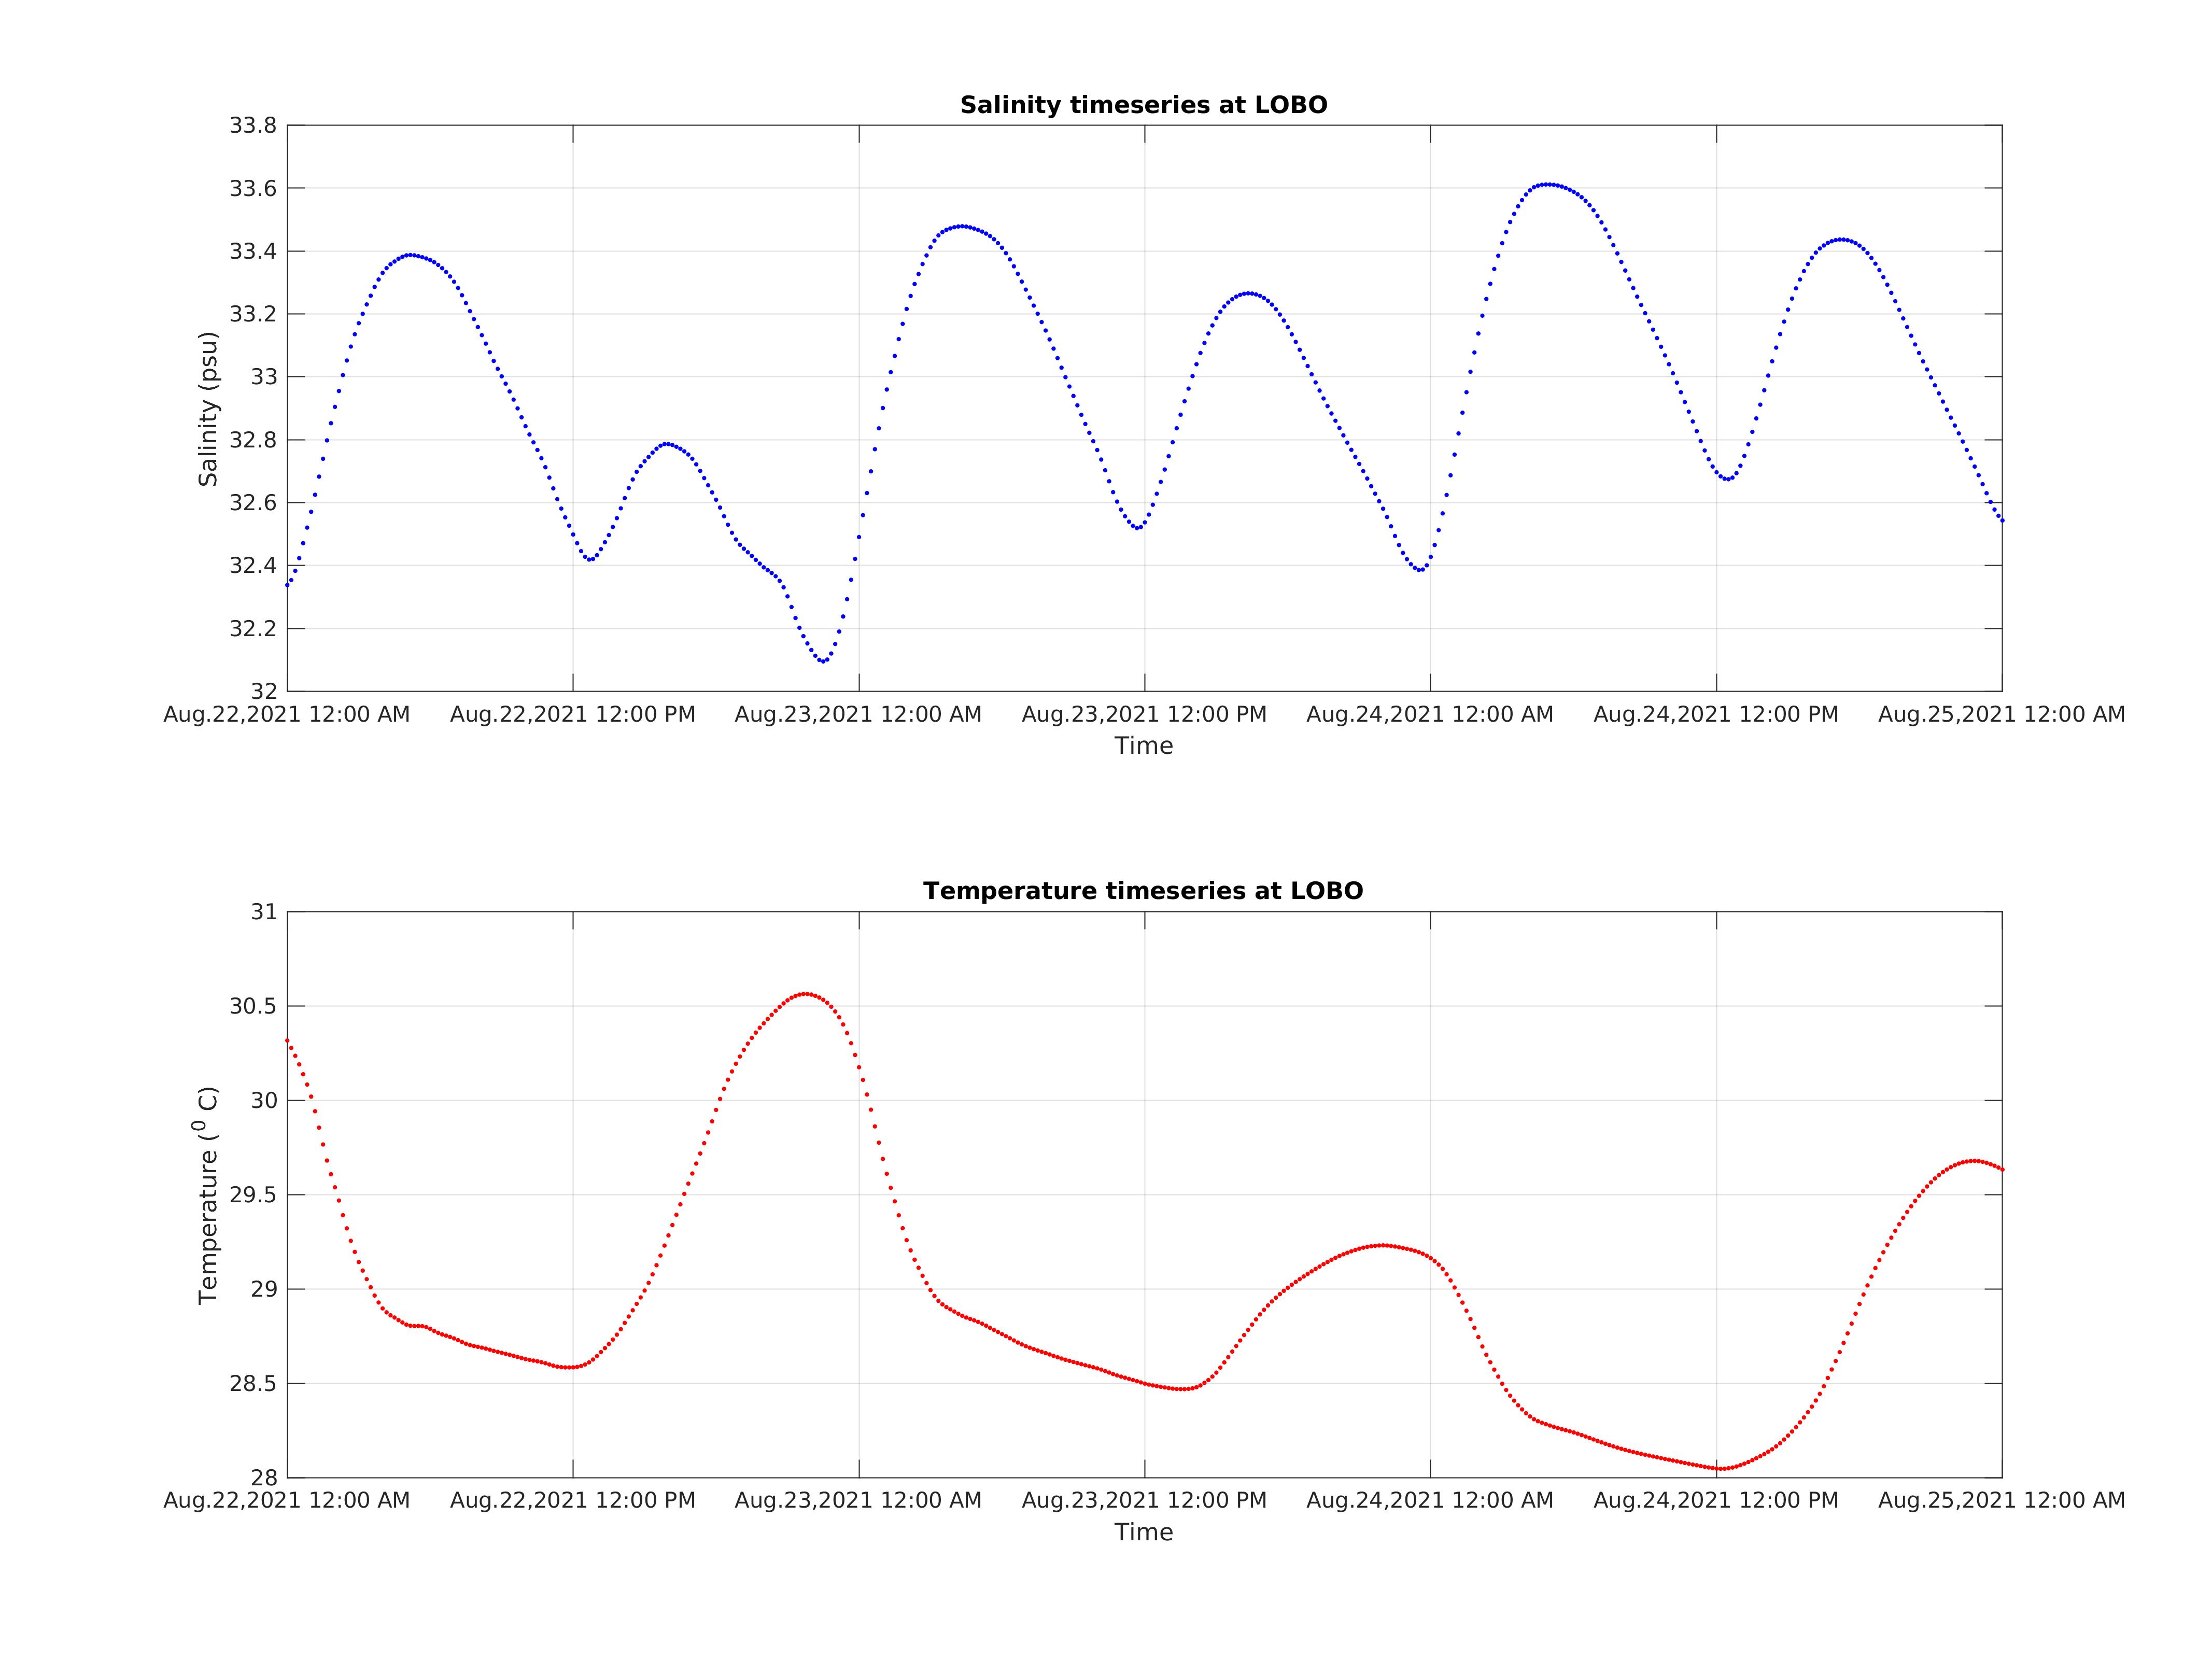 Salinity timeseries at LOBO
33.8
33.6
33.4
33.2
33
32.8
32.6
32.4
32.2
32
Salinity (psu)
Aug.22,2021 12:00 AM Aug.22,2021 12:00 PM Aug.23,2021 12:00 AM Aug.23,2021 12:00 PM Aug.24,2021 12:00 AM Aug.24,2021 12:00 PM Aug.25,2021 12:00 AM
Time
Temperature timeseries at LOBO
31
30.5
30
29.5
29
28.5
28
Temperature (⁰ C)
Aug.22,2021 12:00 AM Aug.22,2021 12:00 PM Aug.23,2021 12:00 AM Aug.23,2021 12:00 PM Aug.24,2021 12:00 AM Aug.24,2021 12:00 PM Aug.25,2021 12:00 AM
Time